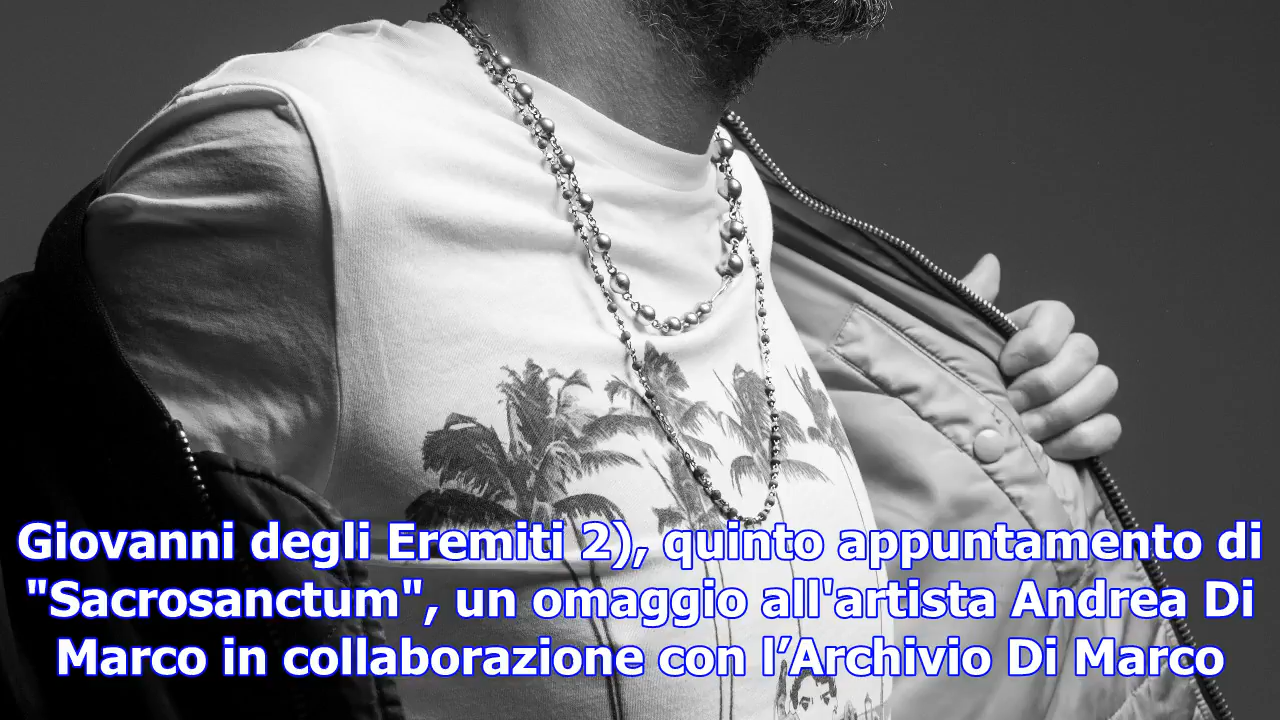 Giovanni degli Eremiti 2), quinto appuntamento di
"Sacrosanctum", un omaggio all'artista Andrea Di
Marco in collaborazione con l’Archivio Di Marco